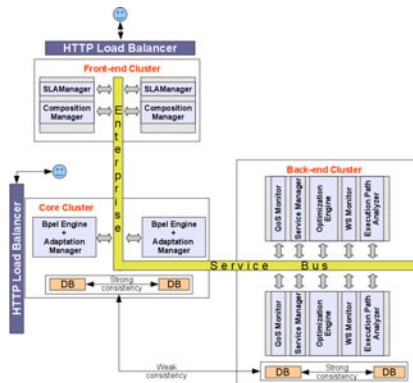 HTTP Load Balancer
Front-end Cluster
SLAManager
SLAManager
Composition
Manager
Composition
Manager
Enterprise
HTTP Load Balancer
Core Cluster
Bpel Engine
+
Adaptation
Manager
Bpel Engine
+
Adaptation
Manager
DB
Strong
consistency
DB
Back-end Cluster
QoS Monitor
Service Manager
Optimization
Engine
WS Monitor
Execution Path
Analyzer
Service Bus
QoS Monitor
Service Manager
Optimization
Engine
WS Monitor
Execution Path
Analyzer
Weak
consistency
DB
Strong
consistency
DB